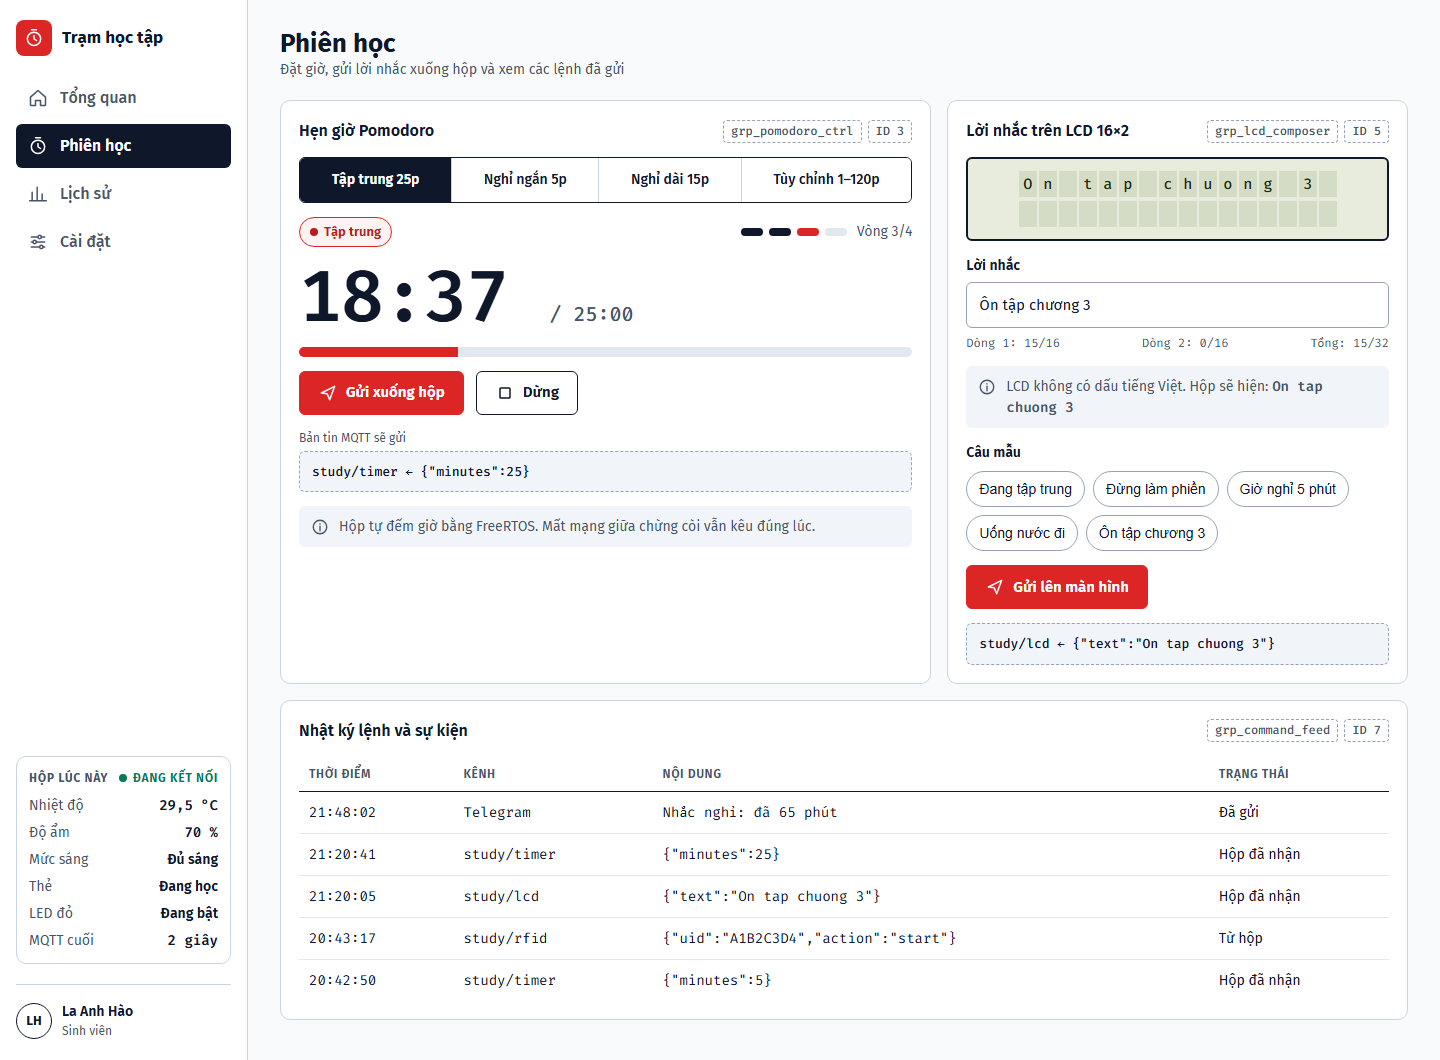 Trạm học tập
Tổng quan
Phiên học
Lịch sử
Cài đặt
HỘP LÚC NÀY ĐANG KẾT NỐI
Nhiệt độ 29,5 °C
Độ ẩm 70 %
Mức sáng Đủ sáng
Thẻ Đang học
LED đỏ Đang bật
MQTT cuối 2 giây
LH
La Anh Hào
Sinh viên
Phiên học
Đặt giờ, gửi lời nhắc xuống hộp và xem các lệnh đã gửi
Hẹn giờ Pomodoro grp_pomodoro_ctrl ID 3
Tập trung 25p Nghỉ ngắn 5p Nghỉ dài 15p Tùy chỉnh 1–120p
Tập trung Vòng 3/4
18:37 / 25:00
Gửi xuống hộp Dừng
Bản tin MQTT sẽ gửi
study/timer ← {"minutes":25}
Hộp tự đếm giờ bằng FreeRTOS. Mất mạng giữa chừng còi vẫn kêu đúng lúc.
Lời nhắc trên LCD 16×2 grp_lcd_composer ID 5
On tap chuong 3
Lời nhắc
Ôn tập chương 3
Dòng 1: 15/16 Dòng 2: 0/16 Tổng: 15/32
LCD không có dấu tiếng Việt. Hộp sẽ hiện: On tap
chuong 3
Câu mẫu
Đang tập trung Đừng làm phiền Giờ nghỉ 5 phút
Uống nước đi Ôn tập chương 3
Gửi lên màn hình
study/lcd ← {"text":"On tap chuong 3"}
Nhật ký lệnh và sự kiện grp_command_feed ID 7
THỜI ĐIỂM KÊNH NỘI DUNG TRẠNG THÁI
21:48:02 Telegram Nhắc nghỉ: đã 65 phút Đã gửi
21:20:41 study/timer {"minutes":25} Hộp đã nhận
21:20:05 study/lcd {"text":"On tap chuong 3"} Hộp đã nhận
20:43:17 study/rfid {"uid":"A1B2C3D4","action":"start"} Từ hộp
20:42:50 study/timer {"minutes":5} Hộp đã nhận